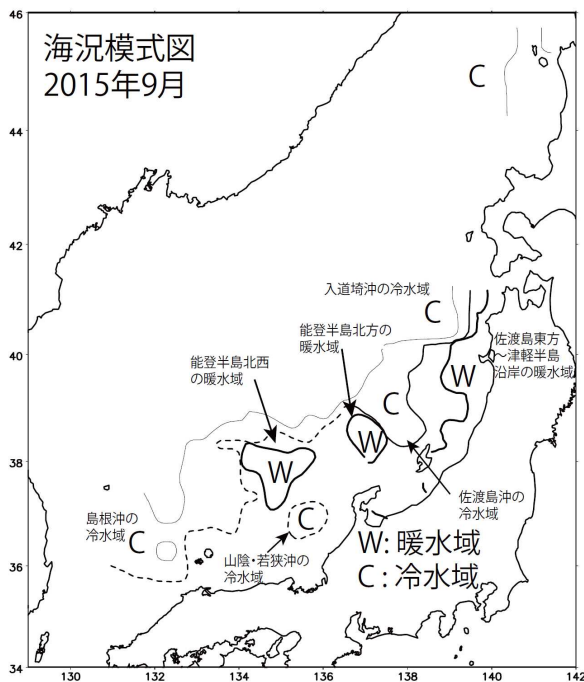 海況模式図
2015年9月
C
入道埼沖の冷水域
C
能登半島北方の
暖水域
佐渡島東方
～津軽半島
沿岸の暖水域
能登半島北西
の暖水域
W
C
W
W
佐渡島沖の
冷水域
島根沖の
冷水域
C
C
山陰・若狭沖の
冷水域
W: 暖水域
C : 冷水域
46
44
42
40
38
36
34
130
132
134
136
138
140
142